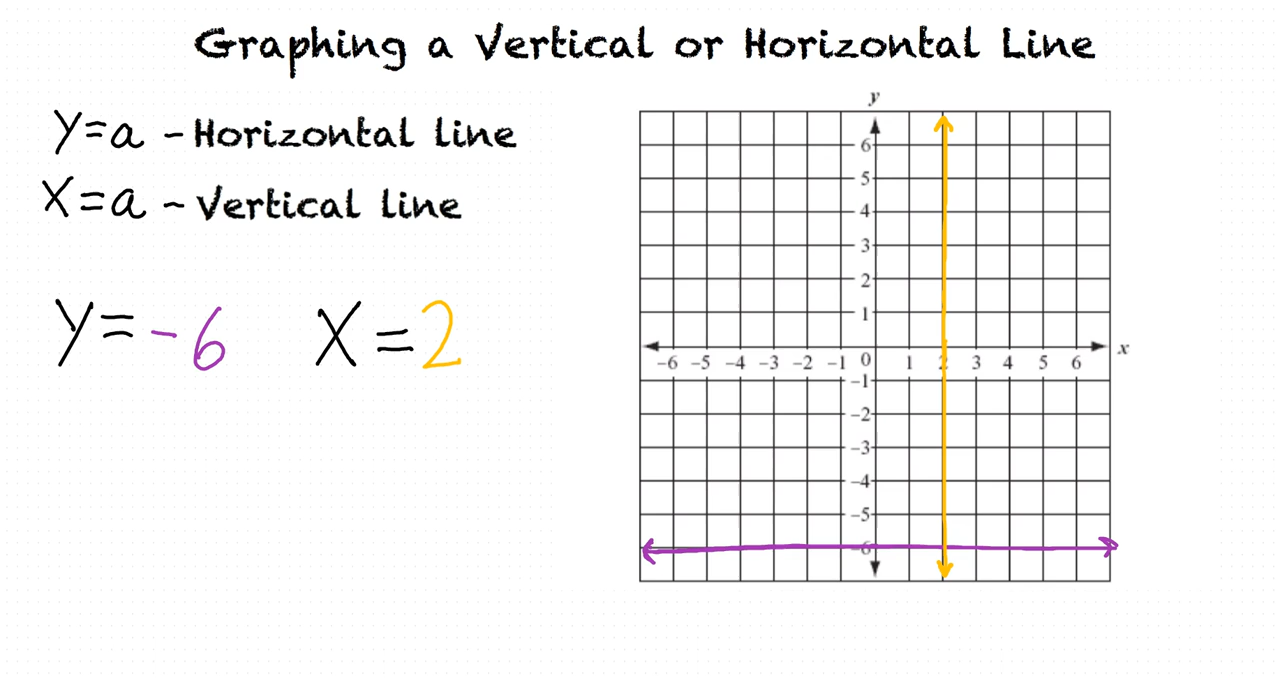 Graphing a Vertical or Horizontal Line
y=a - Horizontal line
X=a - Vertical line
y=-6 X=2
y
6
5
4
3
2
1
-6 -5 -4 -3 -2 -1 0 1 2 3 4 5 6 x
-1
-2
-3
-4
-5
-6